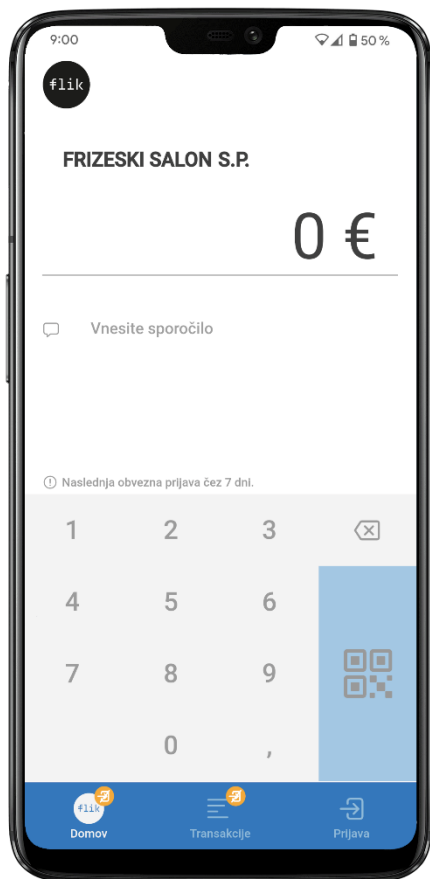 9:00
50 %
flik
FRIZESKI SALON S.P.
0 €
Vnesite sporočilo
Naslednja obvezna prijava čez 7 dni.
1 2 3
4 5 6
7 8 9
0 ,
flik
Domov Transakcije Prijava